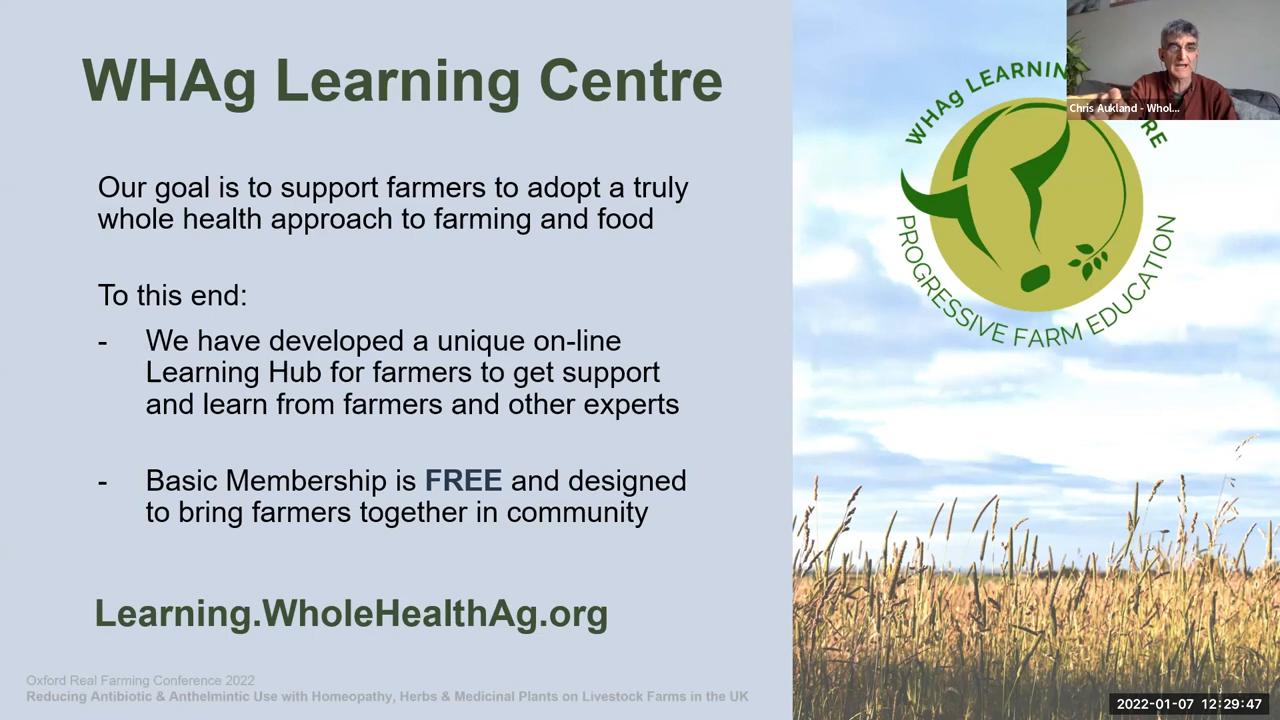 WHAg Learning Centre
Our goal is to support farmers to adopt a truly
whole health approach to farming and food
To this end:
- We have developed a unique on-line
Learning Hub for farmers to get support
and learn from farmers and other experts
- Basic Membership is FREE and designed
to bring farmers together in community
Learning.WholeHealthAg.org
Oxford Real Farming Conference 2022
Reducing Antibiotic & Anthelmintic Use with Homeopathy, Herbs & Medicinal Plants on Livestock Farms in the UK
WHAg
PROGRESSIVE FARM EDUCATION
Chris Aukland - Whol...
2022-01-07 12:29:47